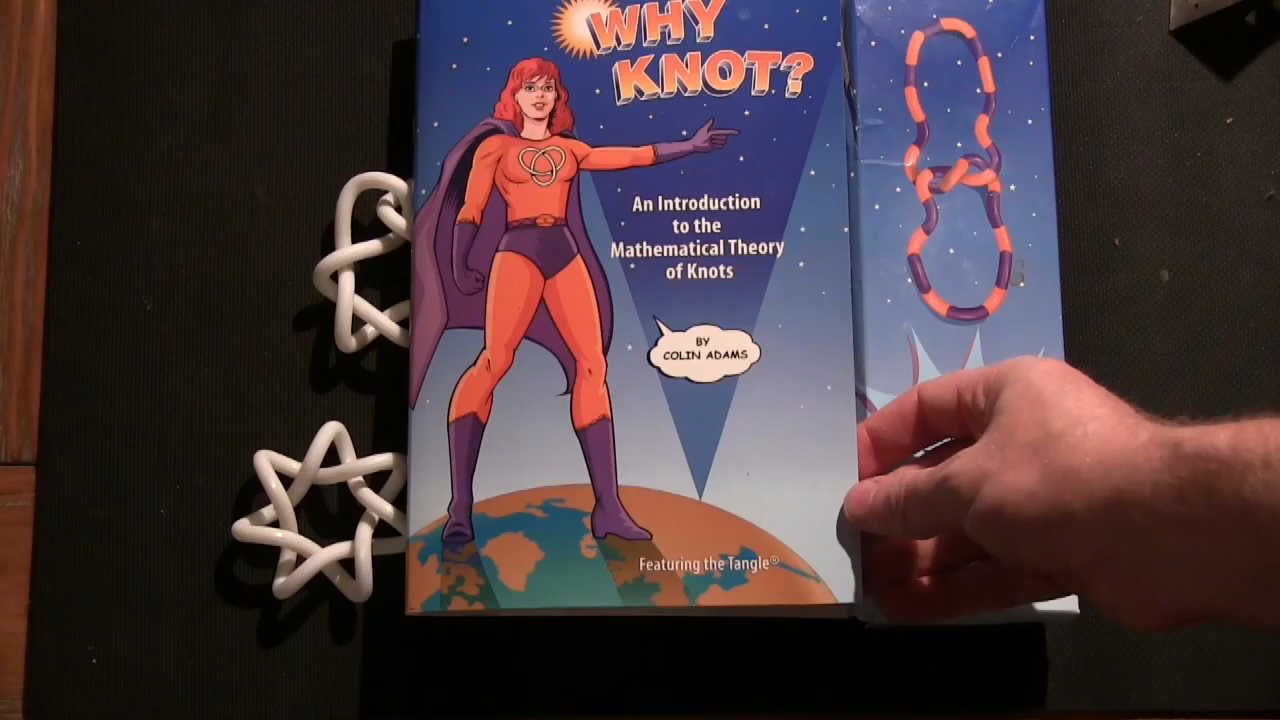 WHY
KNOT?
An Introduction
to the
Mathematical Theory
of Knots
BY
COLIN ADAMS
Featuring the Tangle®